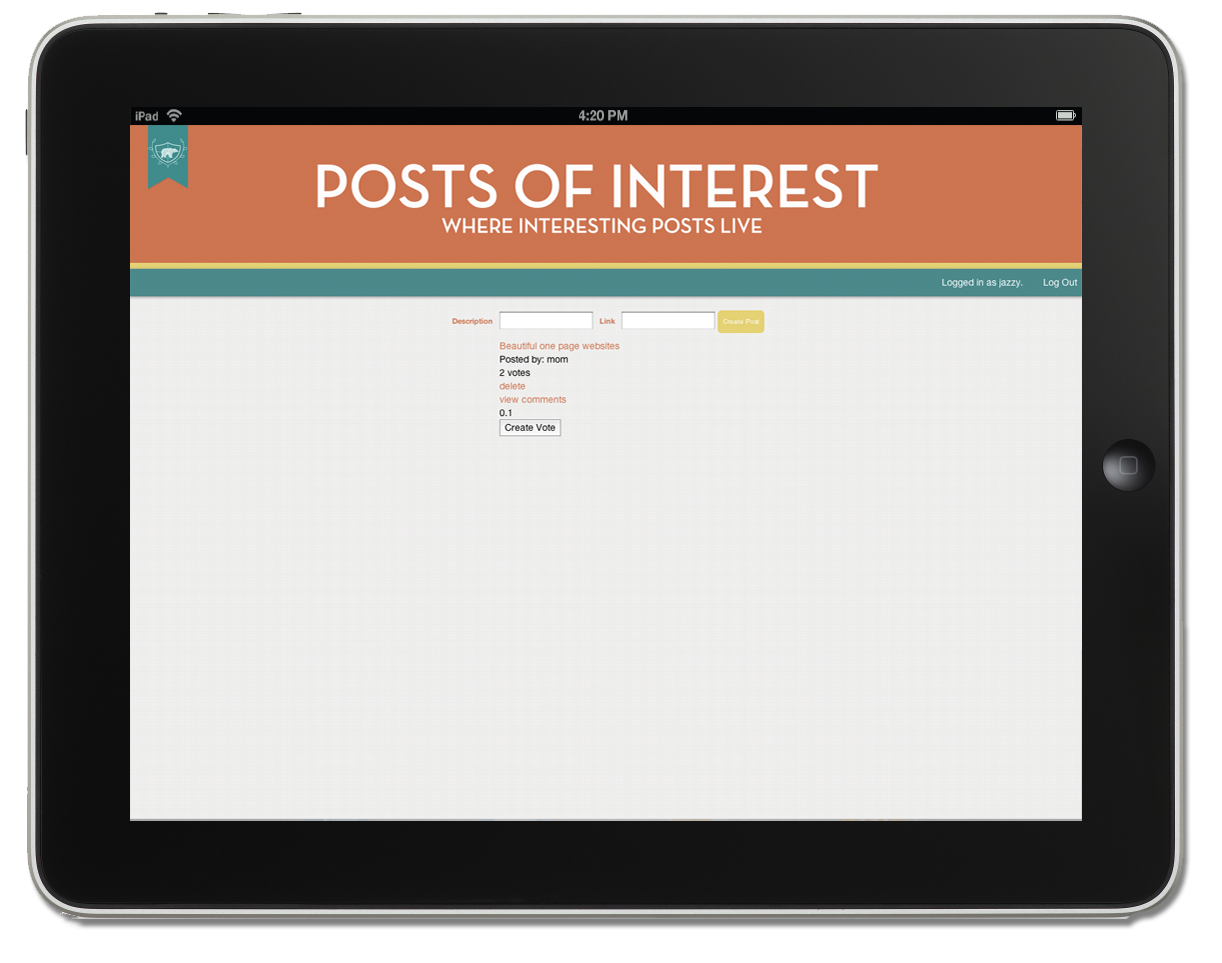 iPad 4:20 PM
POSTS OF INTEREST
WHERE INTERESTING POSTS LIVE
Logged in as jazzy. Log Out
Description Link Create Post
Beautiful one page websites
Posted by: mom
2 votes
delete
view comments
0.1
Create Vote